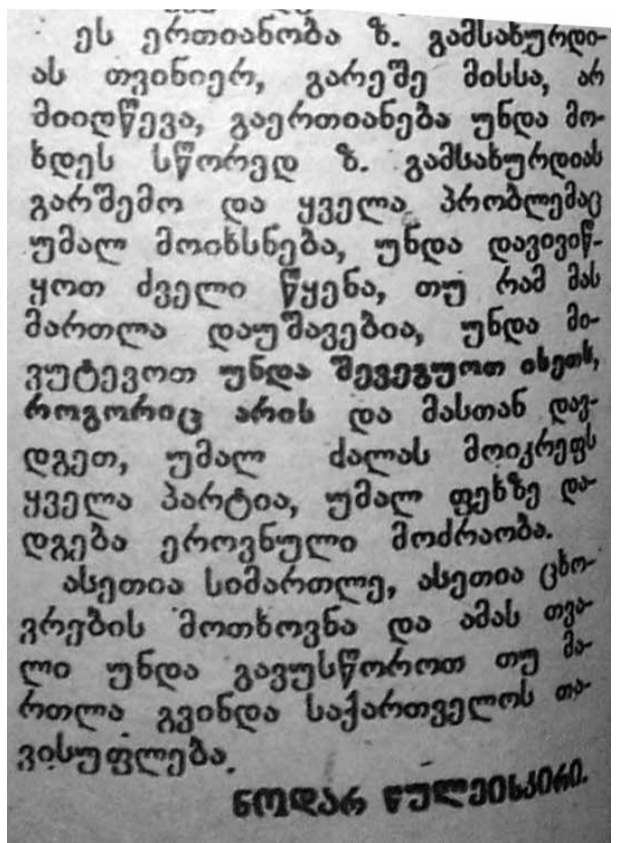 ეს ერთიანობა ზ. გამსახურდი-
ას თვინიერ, გარეშე მისსა, არ
მიიღწევა, გაერთიანება უნდა მო-
ხდეს სწორედ ზ. გამსახურდიას
გარშემო და ყველა პრობლემაც
უმალ მოიხსნება, უნდა დავივიწ-
ყოთ ძველი წყენა, თუ რამ მას
მართლა დაუშავებია, უნდა მი-
ვუტევოთ უნდა შევეგუოთ ისეთს,
როგორიც არის და მასთან დავ-
დგეთ, უმალ ძალას მოიკრეფს
ყველა პარტია, უმალ ფეხზე და-
დგება ეროვნული მოძრაობა.
ასეთია სიმართლე, ასეთია ცხო-
ვრების მოთხოვნა და ამას თვა-
ლი უნდა გავუსწოროთ თუ მა-
რთლა გვინდა საქართველოს თა-
ვისუფლება.
ნოდარ წულეისკირი.